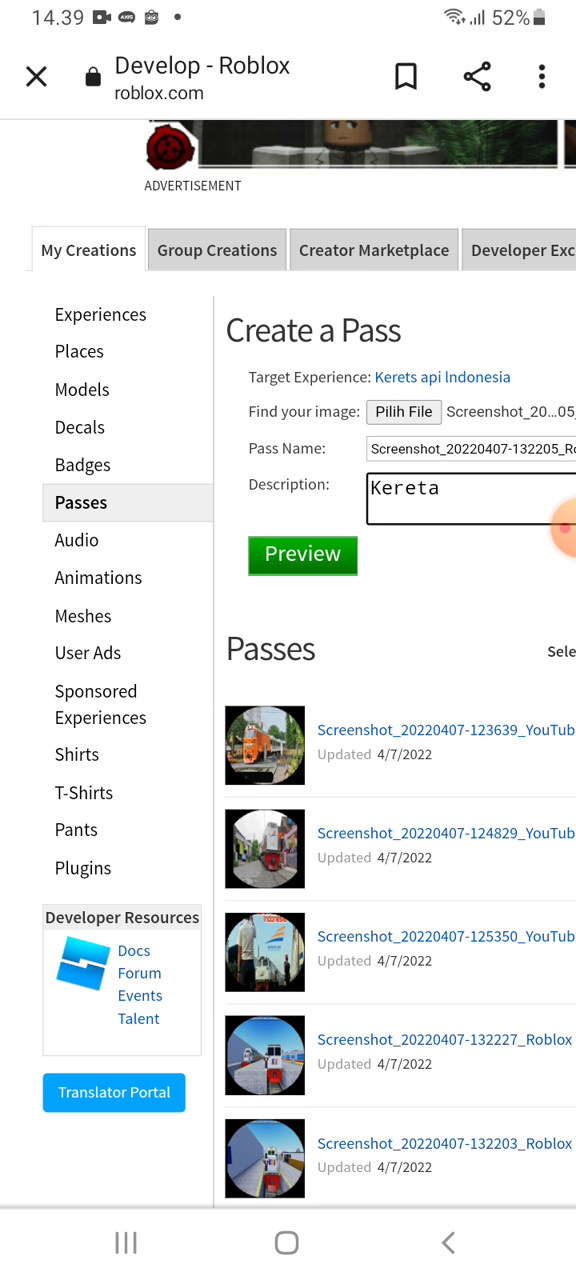 14.39
52%
Develop - Roblox
roblox.com
ADVERTISEMENT
My Creations
Group Creations
Creator Marketplace
Developer Exc
Experiences
Places
Models
Decals
Badges
Passes
Audio
Animations
Meshes
User Ads
Sponsored
Experiences
Shirts
T-Shirts
Pants
Plugins
Developer Resources
Docs
Forum
Events
Talent
Translator Portal
Create a Pass
Target Experience: Kerets api Indonesia
Find your image: Pilih File Screenshot_20...05_
Pass Name: Screenshot_20220407-132205_Ro
Description: Kereta
Preview
Passes
Sele
Screenshot_20220407-123639_YouTub
Updated 4/7/2022
Screenshot_20220407-124829_YouTub
Updated 4/7/2022
Screenshot_20220407-125350_YouTub
Updated 4/7/2022
Screenshot_20220407-132227_Roblox
Updated 4/7/2022
Screenshot_20220407-132203_Roblox
Updated 4/7/2022